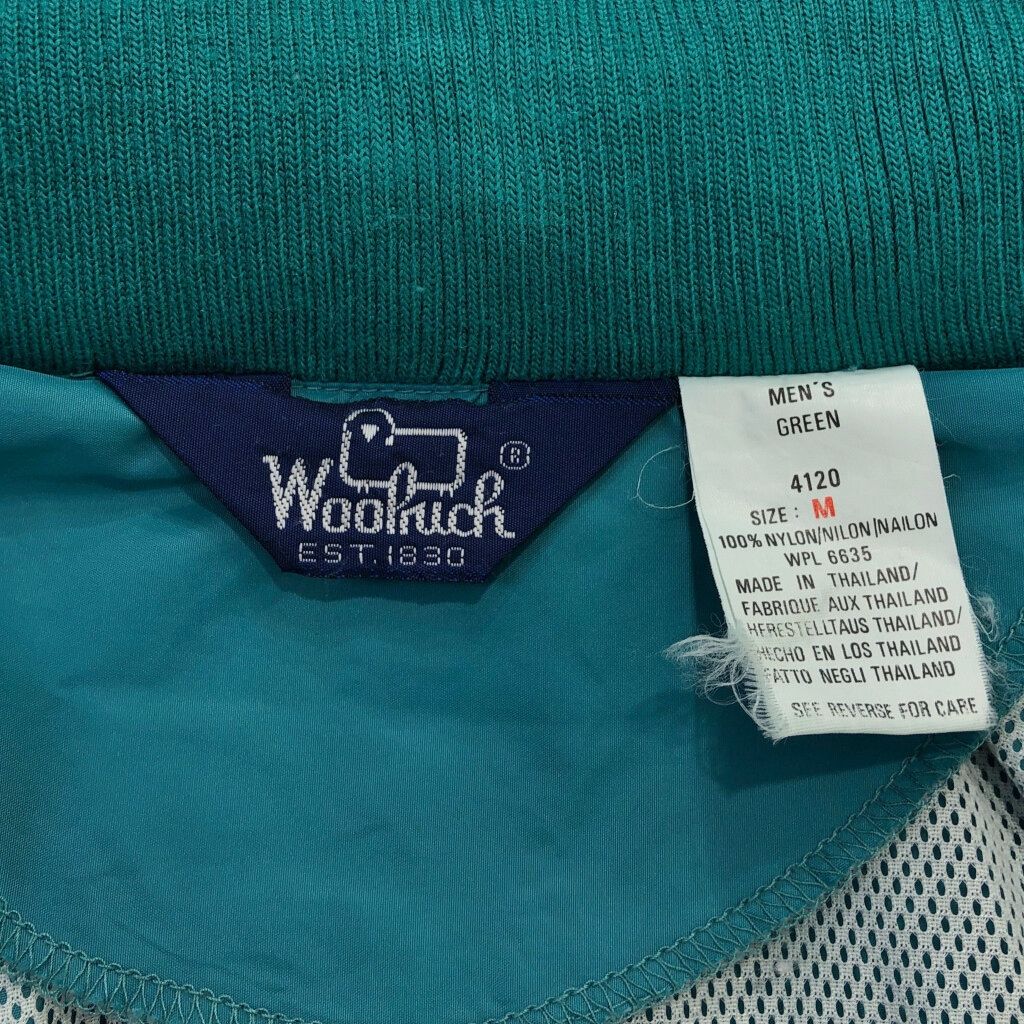 Woolrich ®
EST. 1830
MEN'S
GREEN
4120
SIZE: M
100% NYLON/NILON/NAILON
WPL 6635
MADE IN THAILAND/
FABRIQUE AUX THAILAND
HERESTELLTAUS THAILAND/
HECHO EN LOS THAILAND
FATTO NEGLI THAILAND
SEE REVERSE FOR CARE